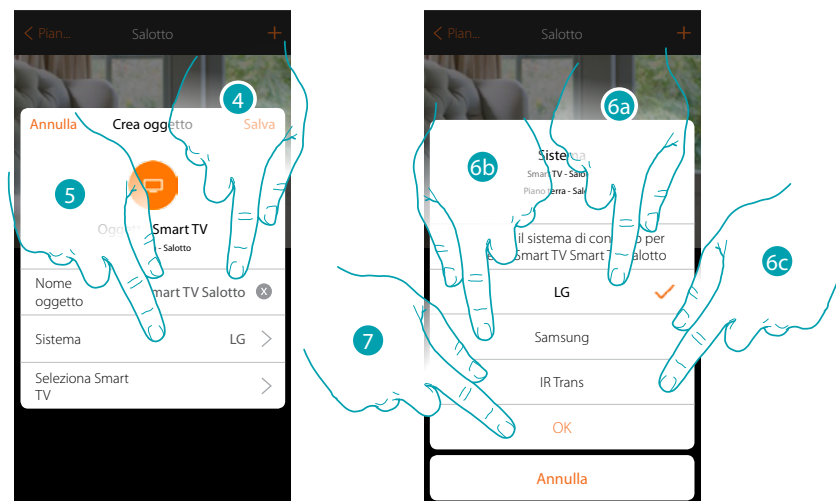 Pian...
Salotto
+
4
Annulla
Crea oggetto
Salva
5
Smart TV
- Salotto
Nome
oggetto
mart TV Salotto
x
Sistema
LG
Seleziona Smart
TV
Pian...
Salotto
+
6a
6b
Sistema
Smart TV - Salo
Piano terra - Sal
il sistema di con
o per
Smart TV Smart T
alotto
LG
6c
Samsung
7
IR Trans
OK
Annulla